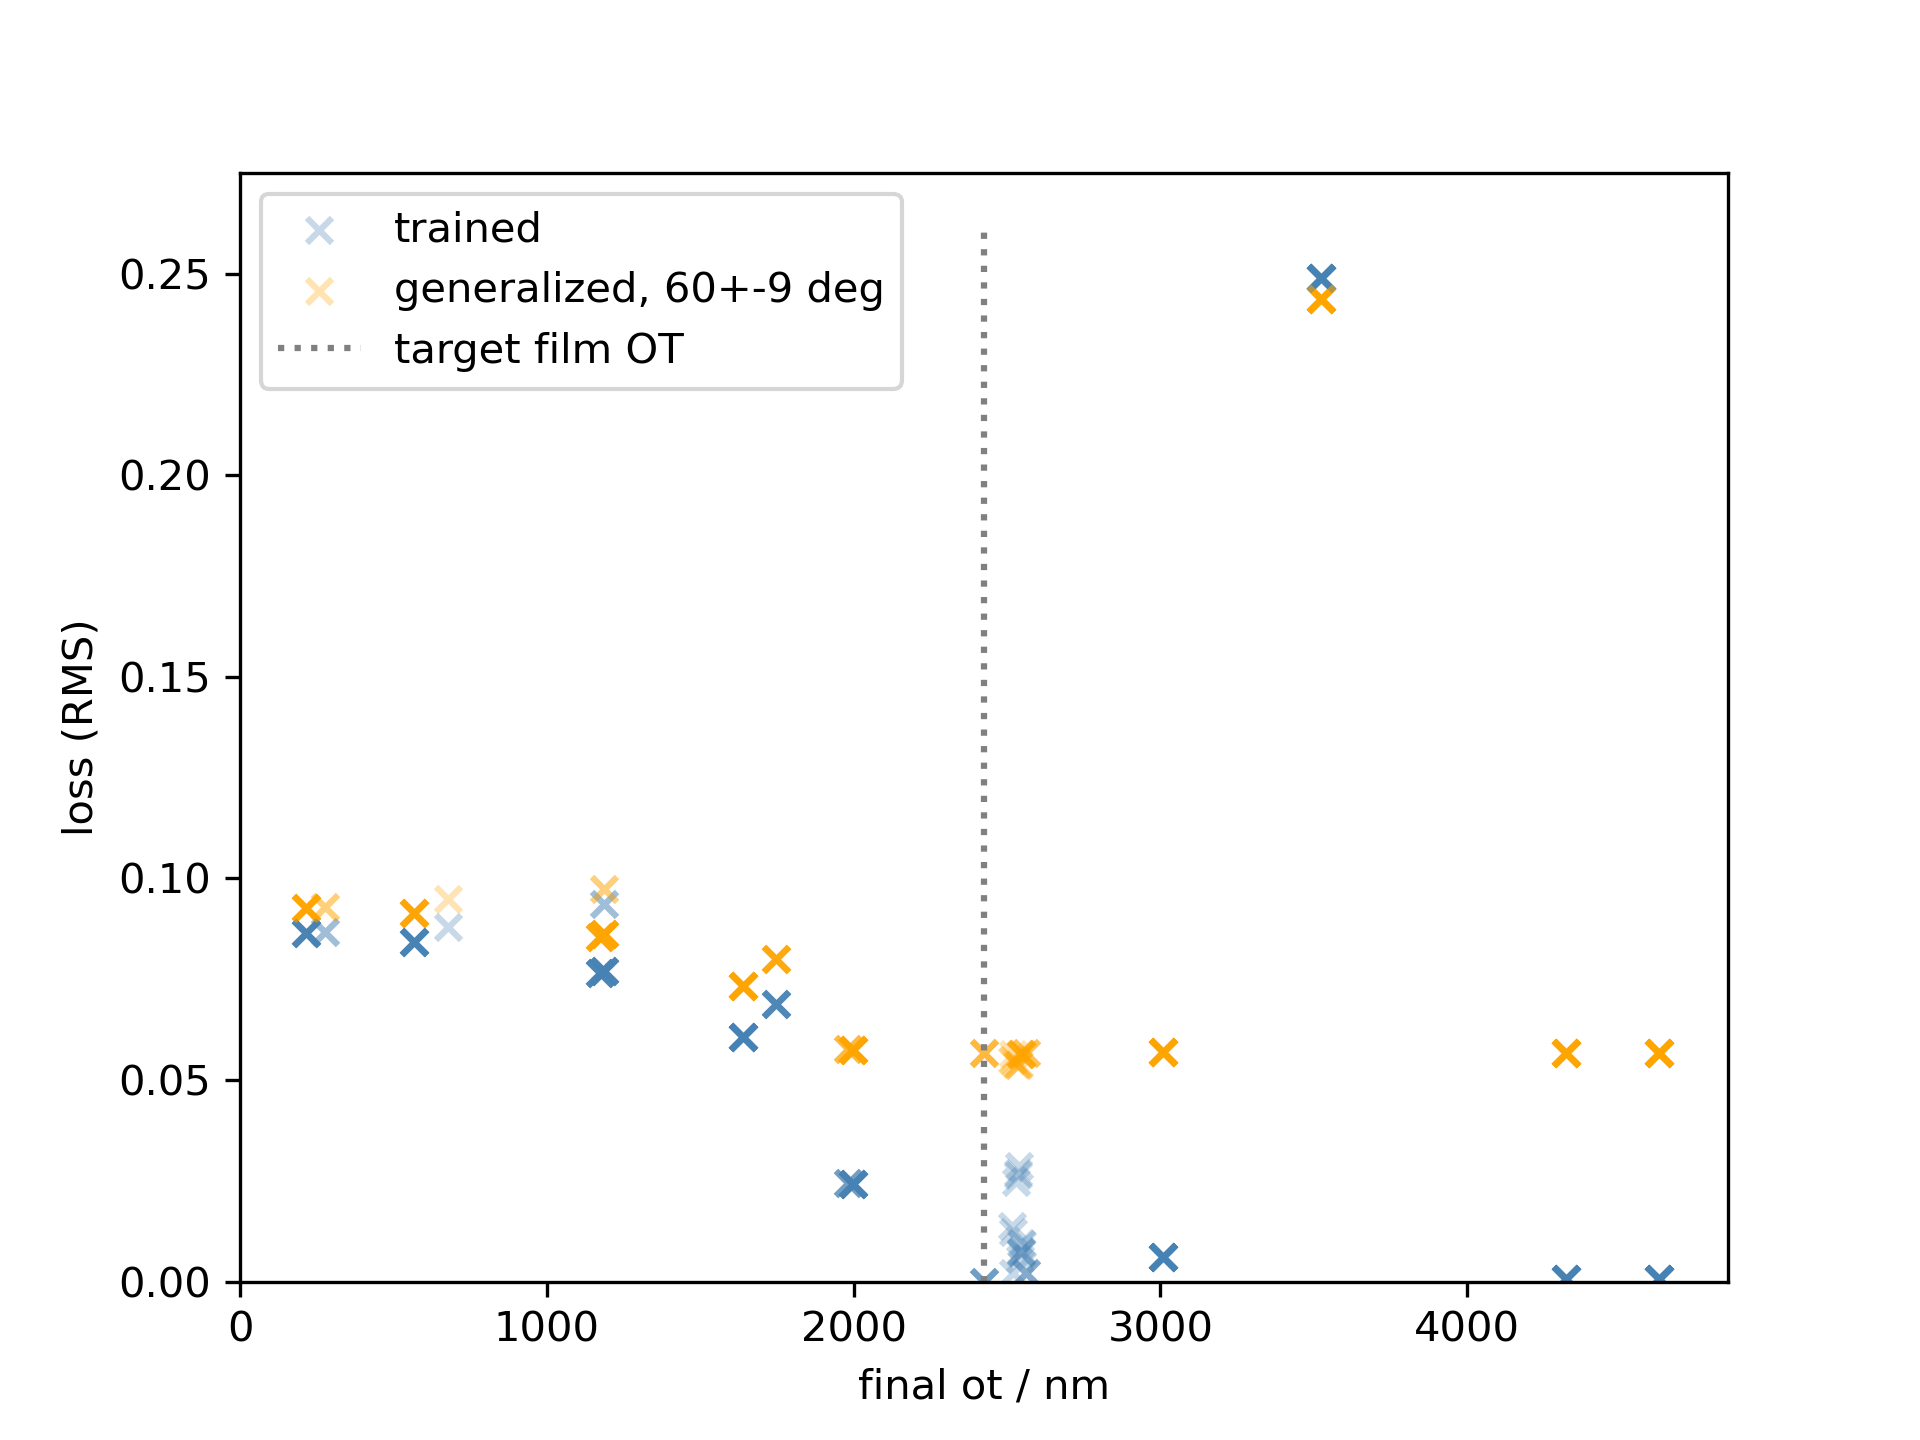 trained
generalized, 60+-9 deg
target film OT
0.25
0.20
0.15
0.10
0.05
0.00
loss (RMS)
0
1000
2000
3000
4000
final ot / nm